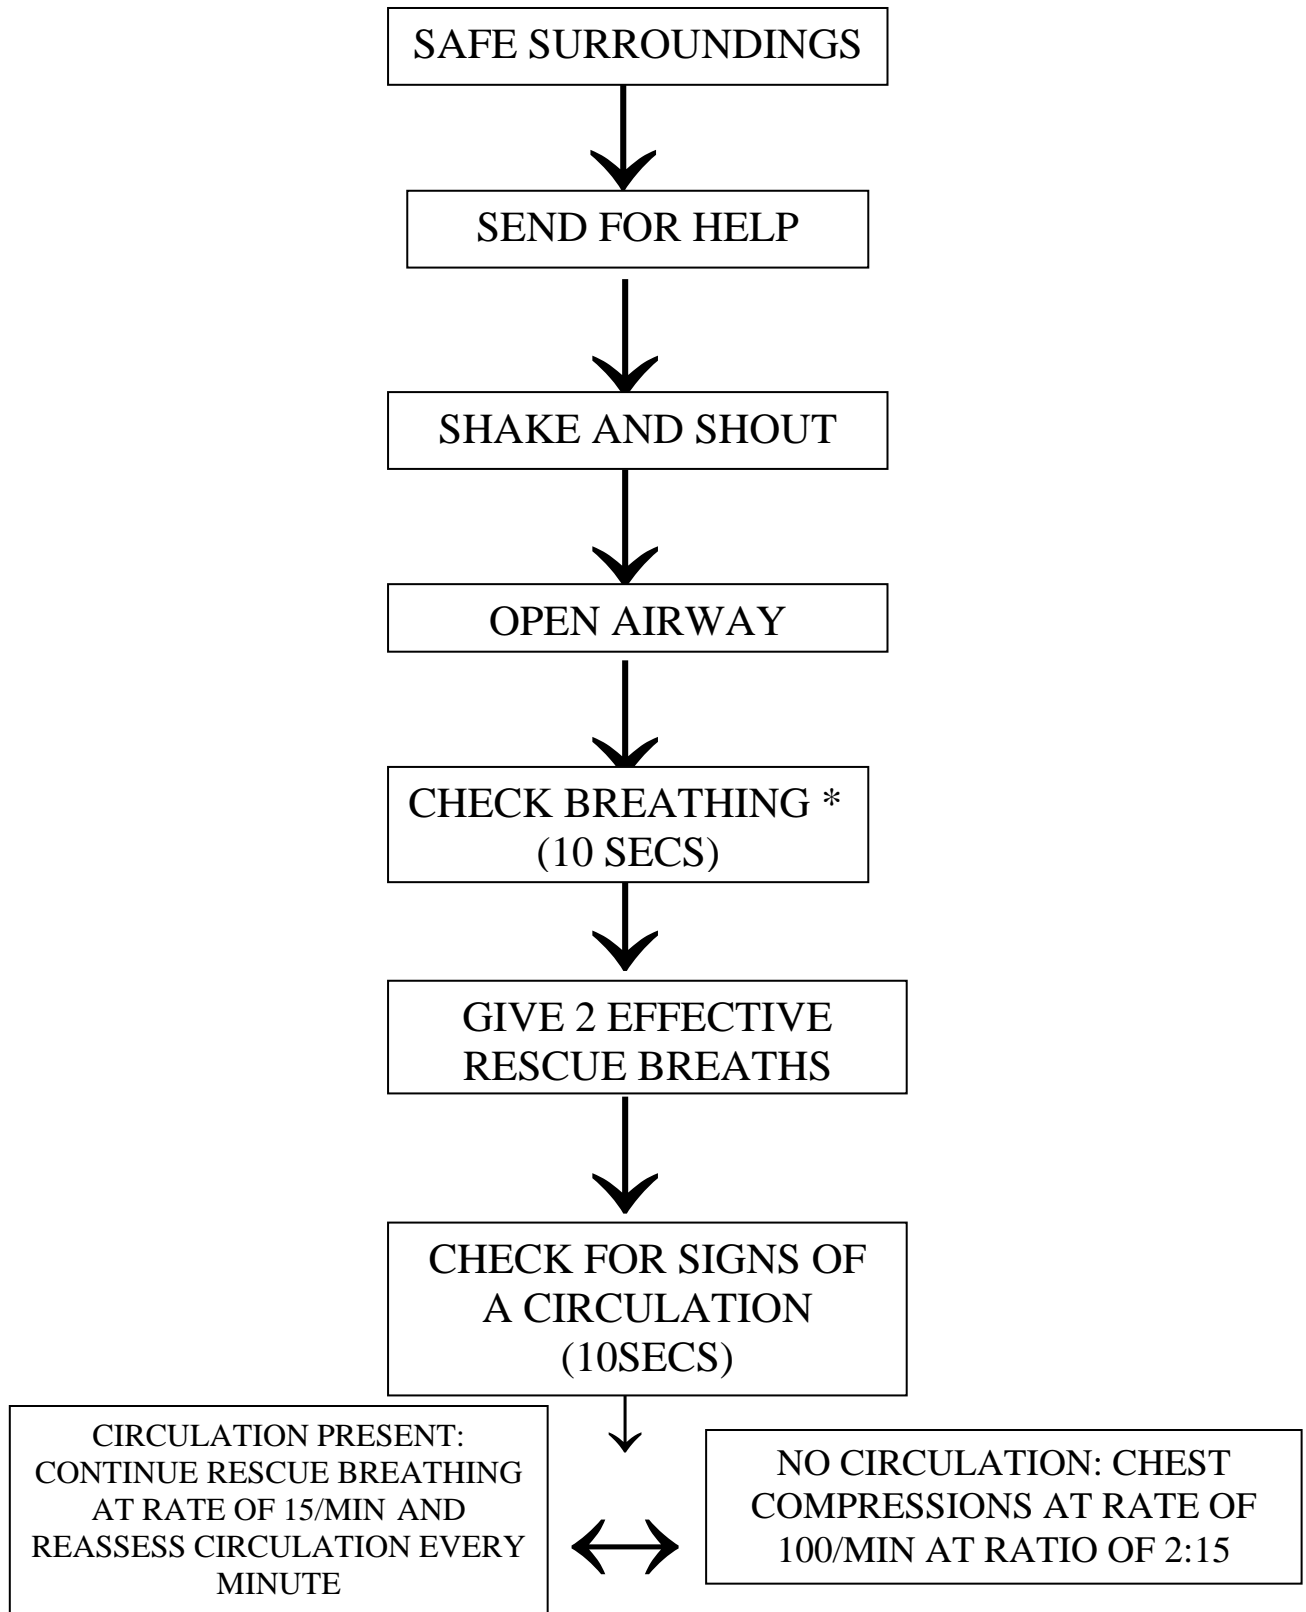 SAFE SURROUNDINGS
SEND FOR HELP
SHAKE AND SHOUT
OPEN AIRWAY
CHECK BREATHING *
(10 SECS)
GIVE 2 EFFECTIVE
RESCUE BREATHS
CHECK FOR SIGNS OF
A CIRCULATION
(10SECS)
CIRCULATION PRESENT:
CONTINUE RESCUE BREATHING
AT RATE OF 15/MIN AND
REASSESS CIRCULATION EVERY
MINUTE
NO CIRCULATION: CHEST
COMPRESSIONS AT RATE OF
100/MIN AT RATIO OF 2:15